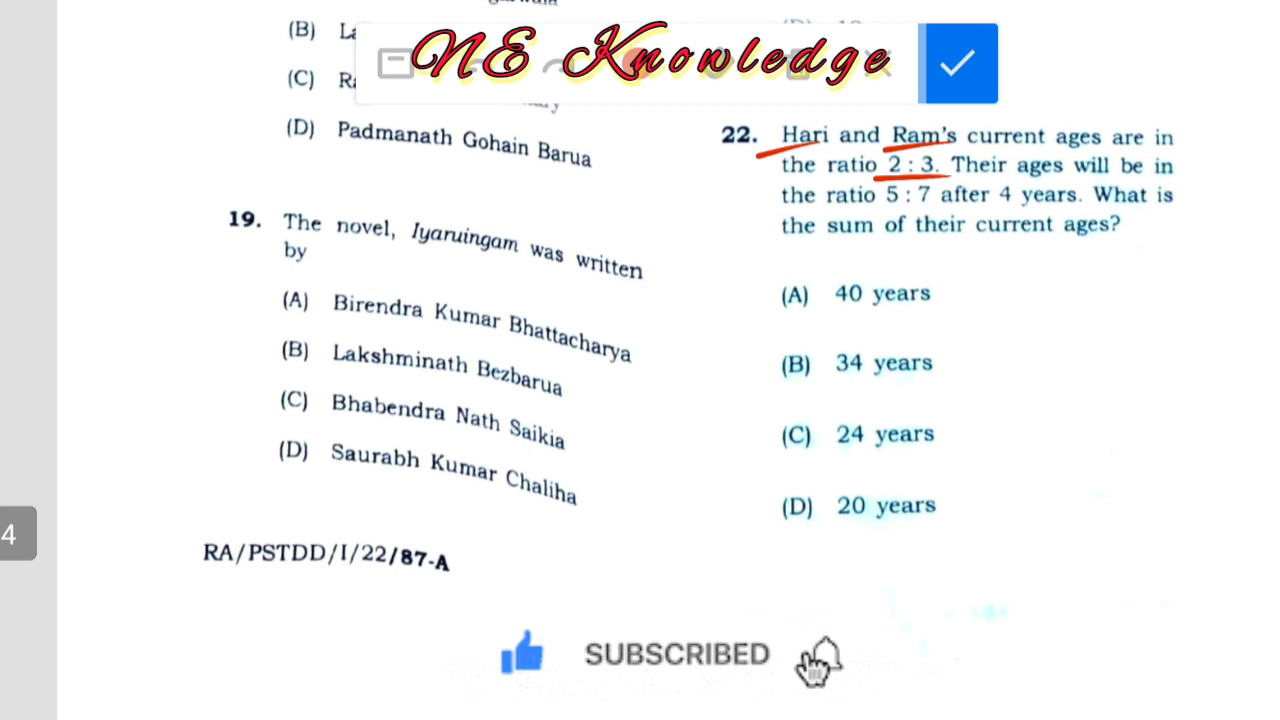 NE Knowledge
(B)
(C)
(D) Padmanath Gohain Barua
19. The novel, Iyaruingam was written
by
(A) Birendra Kumar Bhattacharya
(B) Lakshminath Bezbarua
(C) Bhabendra Nath Saikia
(D) Saurabh Kumar Chaliha
RA/PSTDD/I/22/87-A
22. Hari and Ram's current ages are in
the ratio 2 : 3. Their ages will be in
the ratio 5 : 7 after 4 years. What is
the sum of their current ages?
(A) 40 years
(B) 34 years
(C) 24 years
(D) 20 years
4
SUBSCRIBED